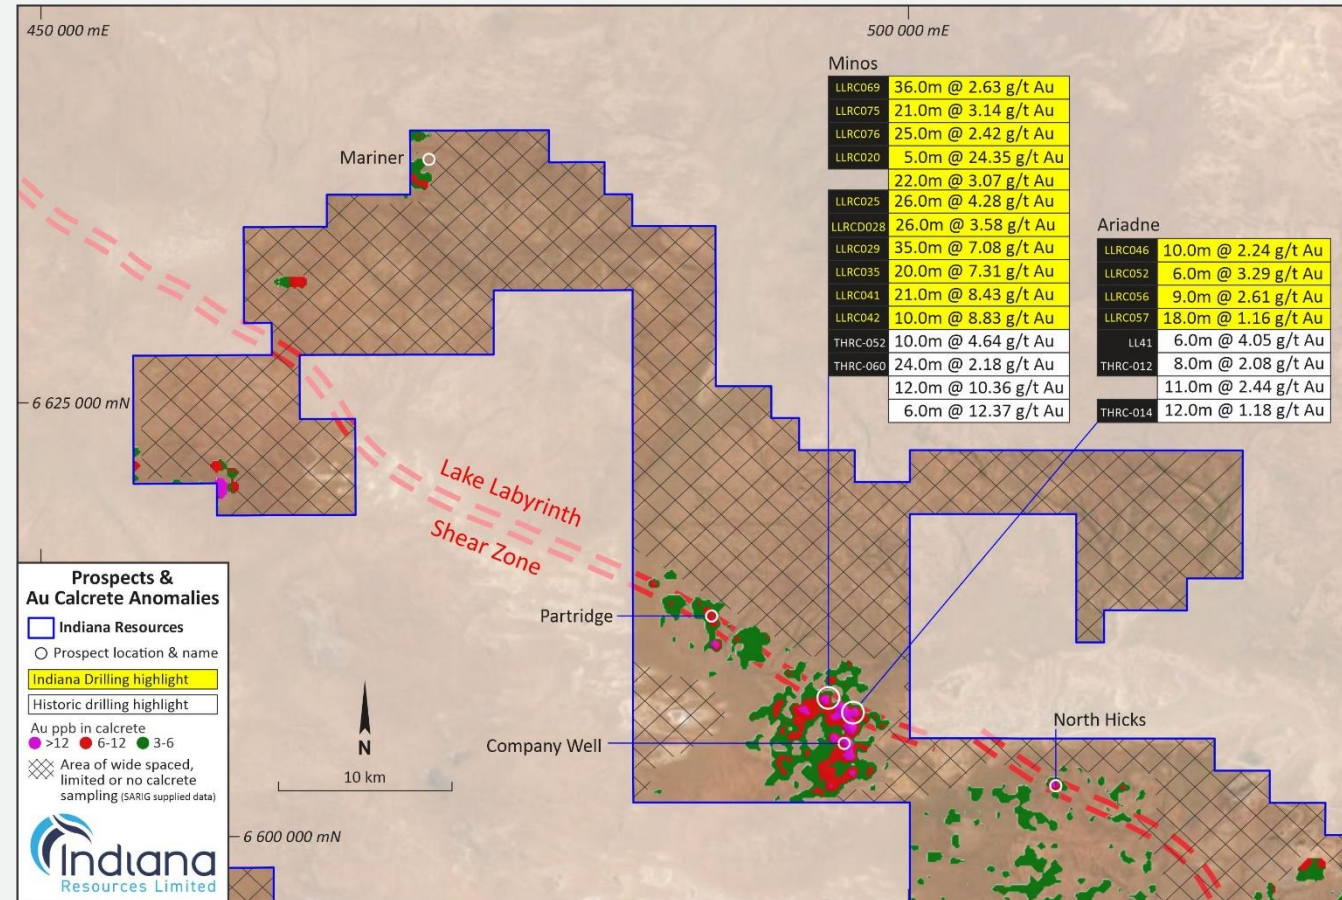 450 000 mE
500 000 mE
Minos
LLRC069 36.0m @ 2.63 g/t Au
LLRC075 21.0m @ 3.14 g/t Au
LLRC076 25.0m @ 2.42 g/t Au
LLRC020 5.0m @ 24.35 g/t Au
22.0m @ 3.07 g/t Au
LLRC025 26.0m @ 4.28 g/t Au
LLRCD028 26.0m @ 3.58 g/t Au
LLRC029 35.0m @ 7.08 g/t Au
LLRC035 20.0m @ 7.31 g/t Au
LLRC041 21.0m @ 8.43 g/t Au
LLRC042 10.0m @ 8.83 g/t Au
THRC-052 10.0m @ 4.64 g/t Au
THRC-060 24.0m @ 2.18 g/t Au
12.0m @ 10.36 g/t Au
6.0m @ 12.37 g/t Au
Ariadne
LLRC046 10.0m @ 2.24 g/t Au
LLRC052 6.0m @ 3.29 g/t Au
LLRC056 9.0m @ 2.61 g/t Au
LLRC057 18.0m @ 1.16 g/t Au
LL41 6.0m @ 4.05 g/t Au
THRC-012 8.0m @ 2.08 g/t Au
11.0m @ 2.44 g/t Au
THRC-014 12.0m @ 1.18 g/t Au
Mariner
6 625 000 mN
Lake Labyrinth
Shear Zone
Partridge
Company Well
North Hicks
N
10 km
6 600 000 mN
Prospects &
Au Calcrete Anomalies
Indiana Resources
Prospect location & name
Indiana Drilling highlight
Historic drilling highlight
Au ppb in calcrete
>12 6-12 3-6
Area of wide spaced,
limited or no calcrete
sampling (SARIG supplied data)
Indiana
Resources Limited